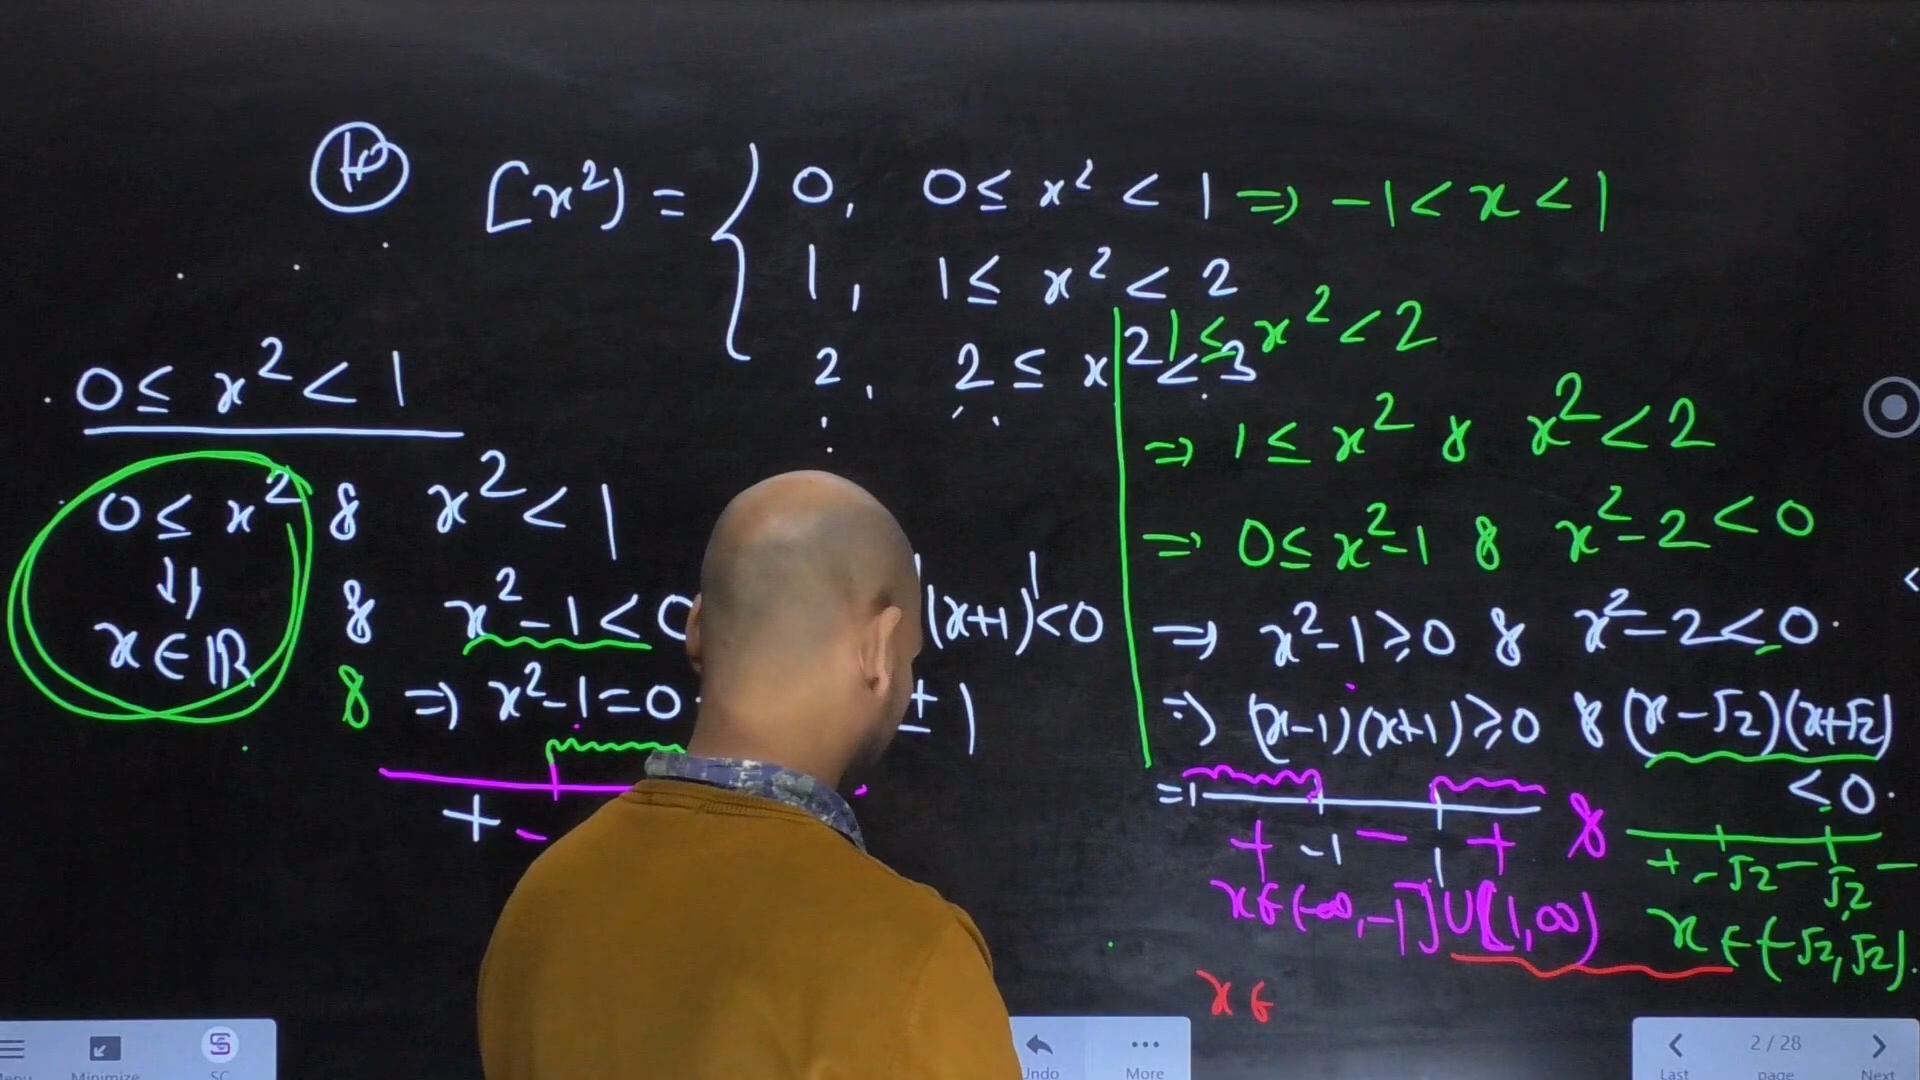 [x²) = { 0, 0 ≤ x² < 1 ⇒ -1 < x < 1
1, 1 ≤ x² < 2
2, 2 ≤ x² < 3
0 ≤ x² < 1
0 ≤ x² & x² < 1
⇓
x ∈ ℝ
& x² - 1 < 0
(x+1) < 0
& ⇒ x² - 1 = 0
± 1
+ -
1 ≤ x² < 2
⇒ 1 ≤ x² & x² < 2
⇒ 0 ≤ x² - 1 & x² - 2 < 0
⇒ x² - 1 ≥ 0 & x² - 2 < 0
⇒ (x-1)(x+1) ≥ 0 & (x-√2)(x+√2)
< 0
+ -1 - 1 + &
+ -√2 - √2 -
x ∈ (-∞, -1] ∪ [1, ∞) x ∈ (-√2, √2).
x ∈
Menu Minimize SC Undo More Last 2 / 28 page Next